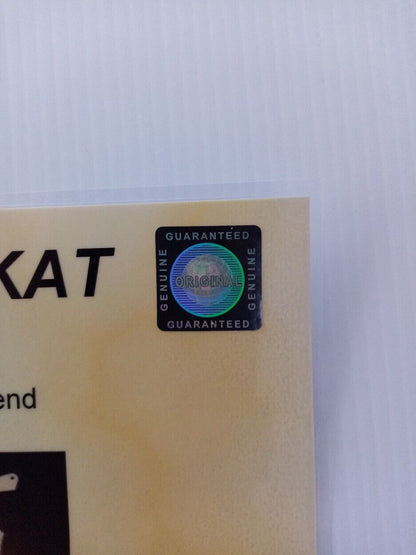 GUARANTEED
GENUINE
ORIGINAL
GENUINE
GUARANTEED
KAT
end